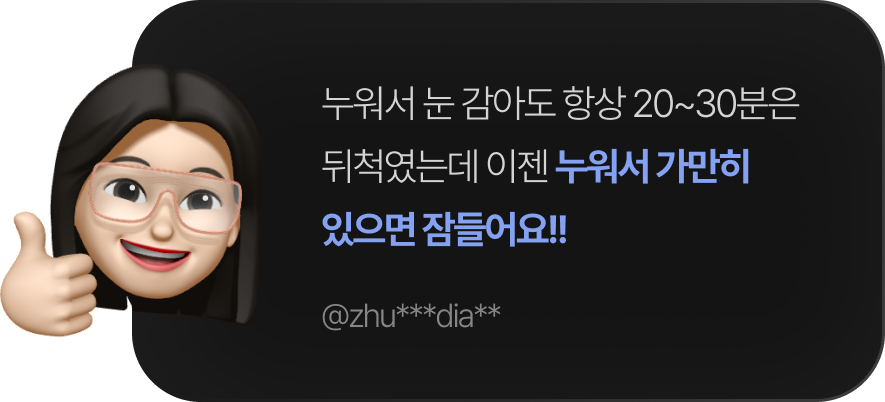 누워서 눈 감아도 항상 20~30분은
뒤척였는데 이젠 누워서 가만히
있으면 잠들어요!!
@zhu***dia**